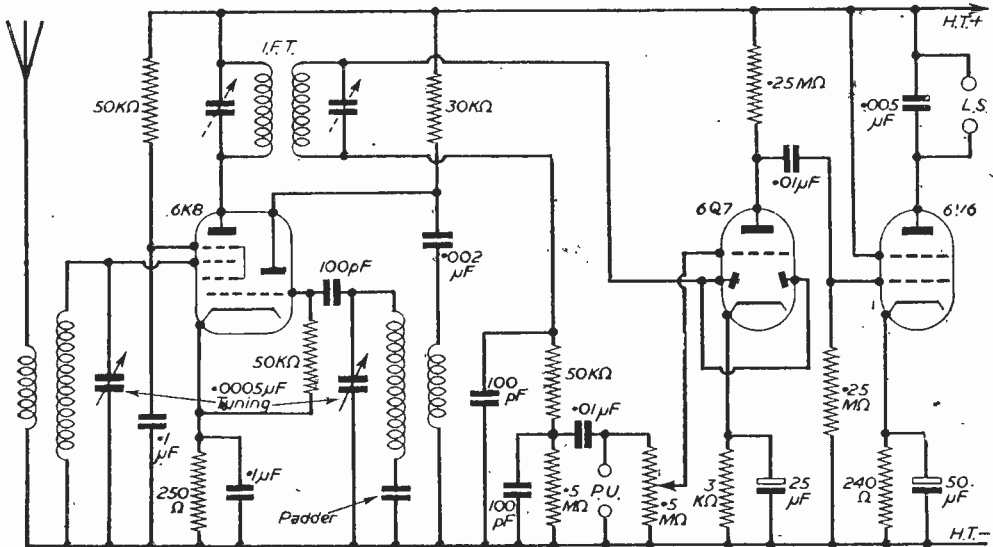 H.T.+
I.F.T.
50KΩ
30KΩ
.25MΩ
.005
µF
L.S.
.01µF
6K8
6Q7
6V6
100pF
.002
µF
50KΩ
.0005µF
Tuning
.1
µF
250
Ω
.1µF
Padder
100
pF
50KΩ
.01µF
100
pF
.5
MΩ
P.U.
.5
MΩ
3
KΩ
25
µF
.25
MΩ
240
Ω
50
µF
H.T.-